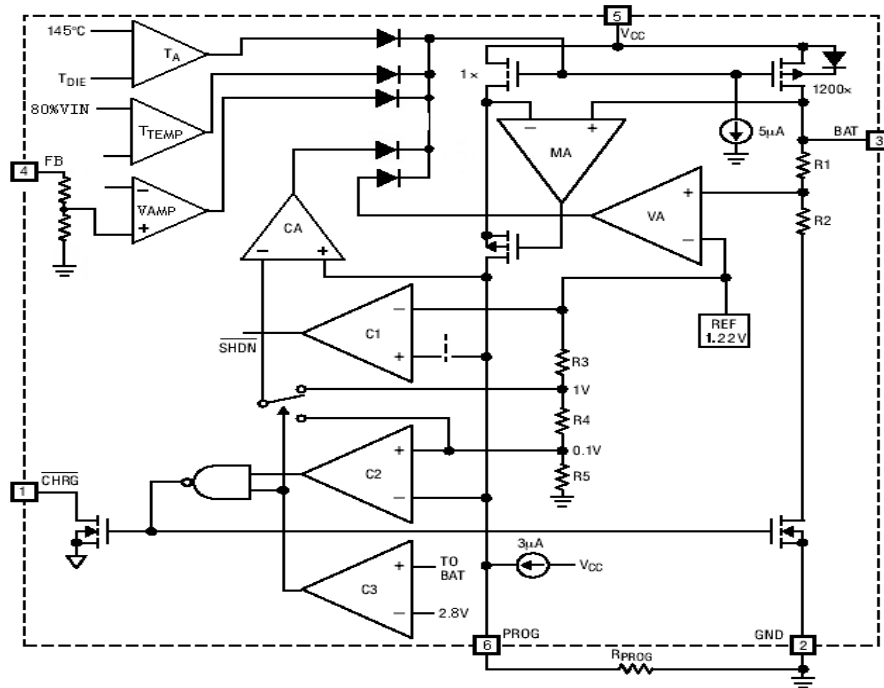 5
VCC
145°C
TA
TDIE
1×
1200×
80%VIN
TTEMP
5μA
BAT
3
4
FB
MA
R1
VAMP
CA
VA
R2
REF
1.22V
C1
SHDN
R3
1V
R4
0.1V
C2
R5
1
CHRG
3μA
VCC
C3
TO
BAT
2.8V
6
PROG
GND
2
RPROG